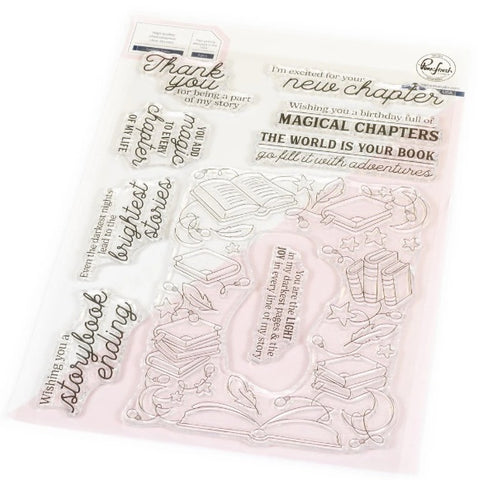 Thank
you
for being a part
of my story
I'm excited for your
new chapter
Wishing you a birthday full of
MAGICAL CHAPTERS
THE WORLD IS YOUR BOOK
go fill it with adventures
YOU ADD
magic
TO EVERY
chapter
OF MY LIFE
Even the darkest nights
lead to the
brightest
stories
You are the LIGHT
in my darkest pages & the
JOY in every line of my story
Wishing you a
storybook
ending